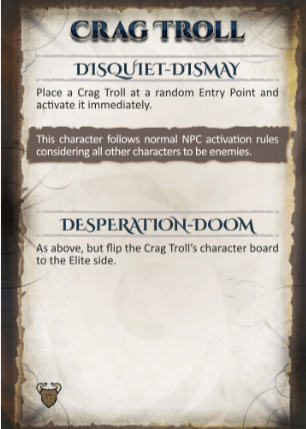 CRAG TROLL
DISQUIET-DISMAY
Place a Crag Troll at a random Entry Point and
activate it immediately.
This character follows normal NPC activation rules
considering all other characters to be enemies.
DESPERATION-DOOM
As above, but flip the Crag Troll's character board
to the Elite side.